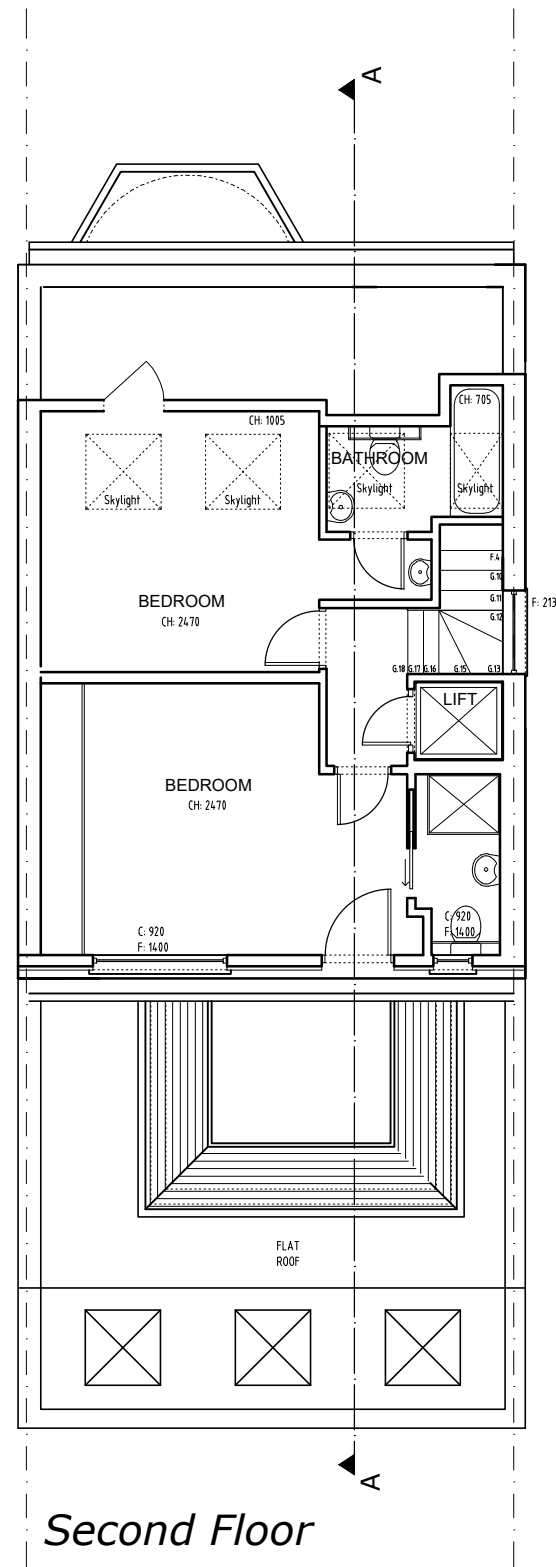 A
CH: 705
CH: 1005
BATHROOM
Skylight
Skylight
Skylight
Skylight
F.4
G.10
G.11
G.12
F: 213
BEDROOM
CH: 2470
G.18
G.17
G.16
G.15
G.13
LIFT
BEDROOM
CH: 2470
C: 920
F: 1400
C: 920
F: 1400
FLAT
ROOF
A
Second Floor